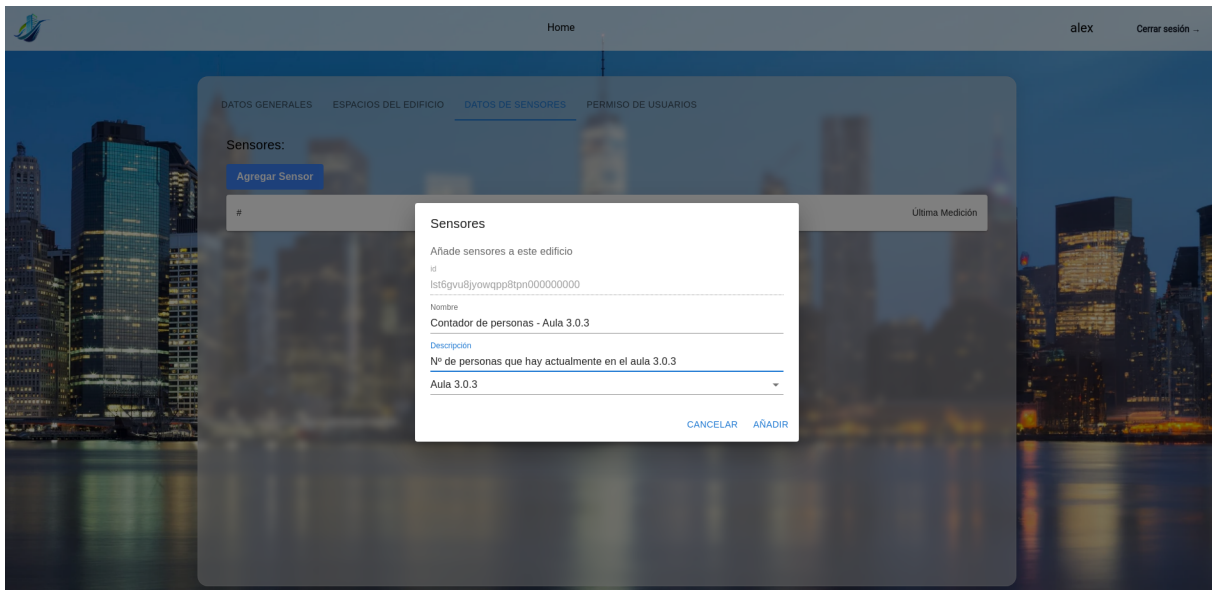 Home
alex
Cerrar sesión →
DATOS GENERALES ESPACIOS DEL EDIFICIO DATOS DE SENSORES PERMISO DE USUARIOS
Sensores:
Agregar Sensor
# Última Medición
Sensores
Añade sensores a este edificio
Id
lst6gvu8jyowqpp8tpn000000000
Nombre
Contador de personas - Aula 3.0.3
Descripción
Nº de personas que hay actualmente en el aula 3.0.3
Aula 3.0.3
CANCELAR AÑADIR